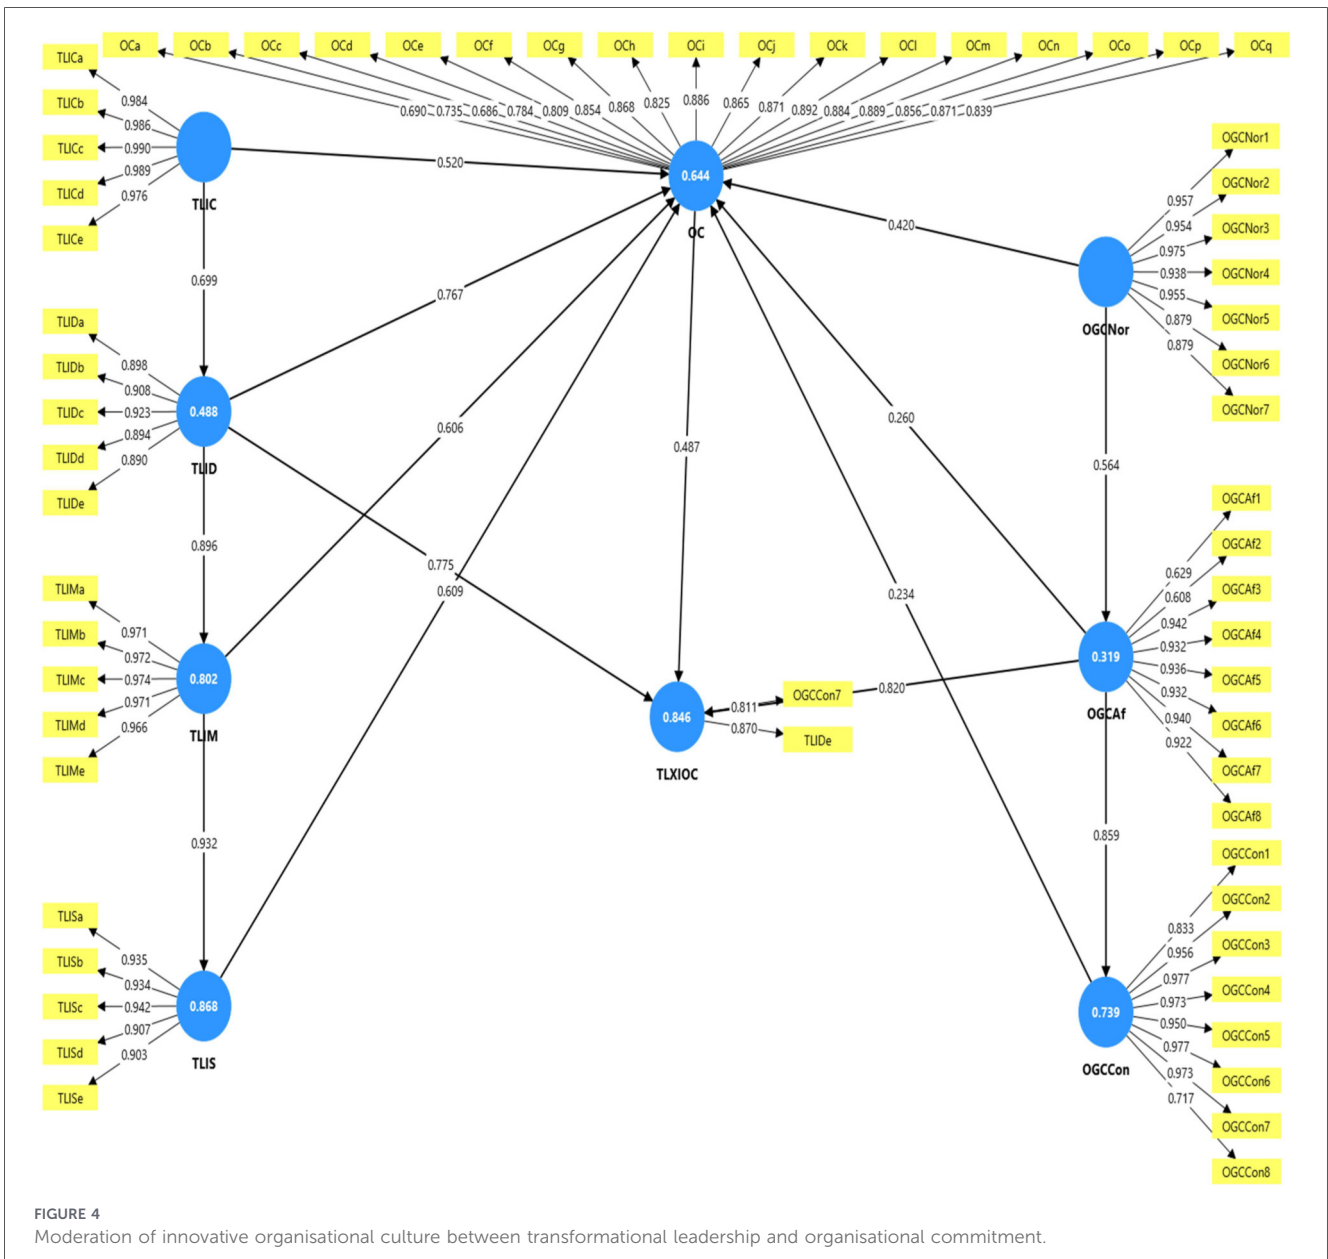 OCa OCb OCc OCd OCe OCf OCg OCh OCi OCj OCk OCl OCm OCn OCo OCp OCq
0.690 0.735 0.686 0.784 0.809 0.854 0.868 0.825 0.886 0.865 0.871 0.892 0.884 0.889 0.856 0.871 0.839
TLICa
TLICb
TLICc
TLICd
TLICe
0.984
0.986
0.990
0.989
0.976
TLIC
0.520
0.644
OC
0.420
OGCNor1
OGCNor2
OGCNor3
OGCNor4
OGCNor5
OGCNor6
OGCNor7
0.957
0.954
0.975
0.938
0.955
0.879
0.879
OGCNor
0.699
0.767
TLIDa
TLIDb
TLIDc
TLIDd
TLIDe
0.898
0.908
0.923
0.894
0.890
0.488
TLID
0.606
0.487
0.260
0.564
0.896
0.775
0.609
0.234
OGCAf1
OGCAf2
OGCAf3
OGCAf4
OGCAf5
OGCAf6
OGCAf7
OGCAf8
0.629
0.608
0.942
0.932
0.936
0.932
0.940
0.922
0.319
OGCAf
TLIMa
TLIMb
TLIMc
TLIMd
TLIMe
0.971
0.972
0.974
0.971
0.966
0.802
TLIM
0.846
TLXIOC
0.811
0.870
OGCCon7
TLIDe
0.820
0.932
0.859
TLISa
TLISb
TLISc
TLISd
TLISe
0.935
0.934
0.942
0.907
0.903
0.868
TLIS
OGCCon1
OGCCon2
OGCCon3
OGCCon4
OGCCon5
OGCCon6
OGCCon7
OGCCon8
0.833
0.956
0.977
0.973
0.950
0.977
0.973
0.717
0.739
OGCCon
FIGURE 4
Moderation of innovative organisational culture between transformational leadership and organisational commitment.